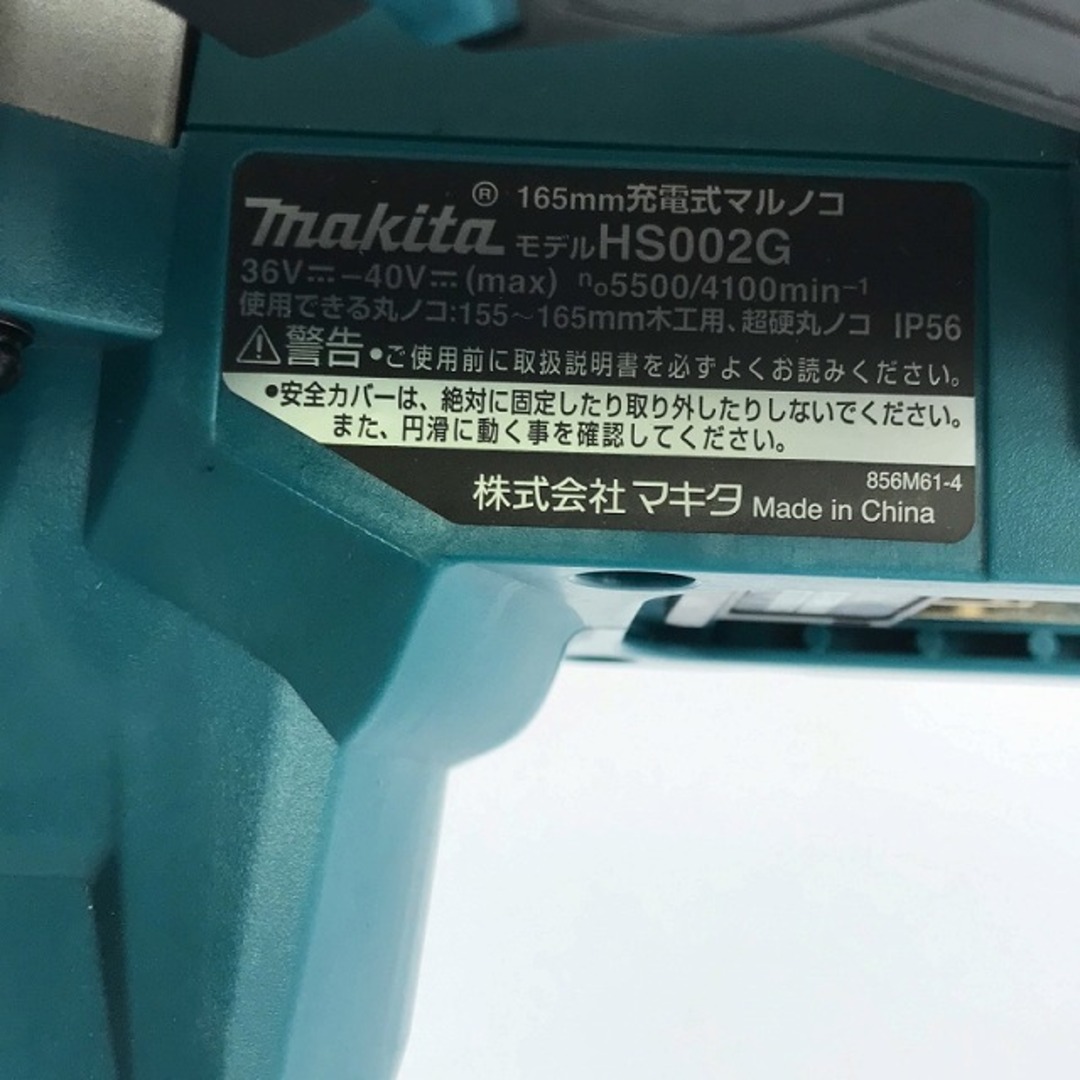 ® 165mm充電式マルノコ
makita モデルHS002G
36V⎓-40V⎓(max) n₀5500/4100min⁻¹
使用できる丸ノコ:155~165mm木工用、超硬丸ノコ IP56
⚠警告 •ご使用前に取扱説明書を必ずよくお読みください。
•安全カバーは、絶対に固定したり取り外したりしないでください。
また、円滑に動く事を確認してください。
856M61-4
株式会社マキタ Made in China